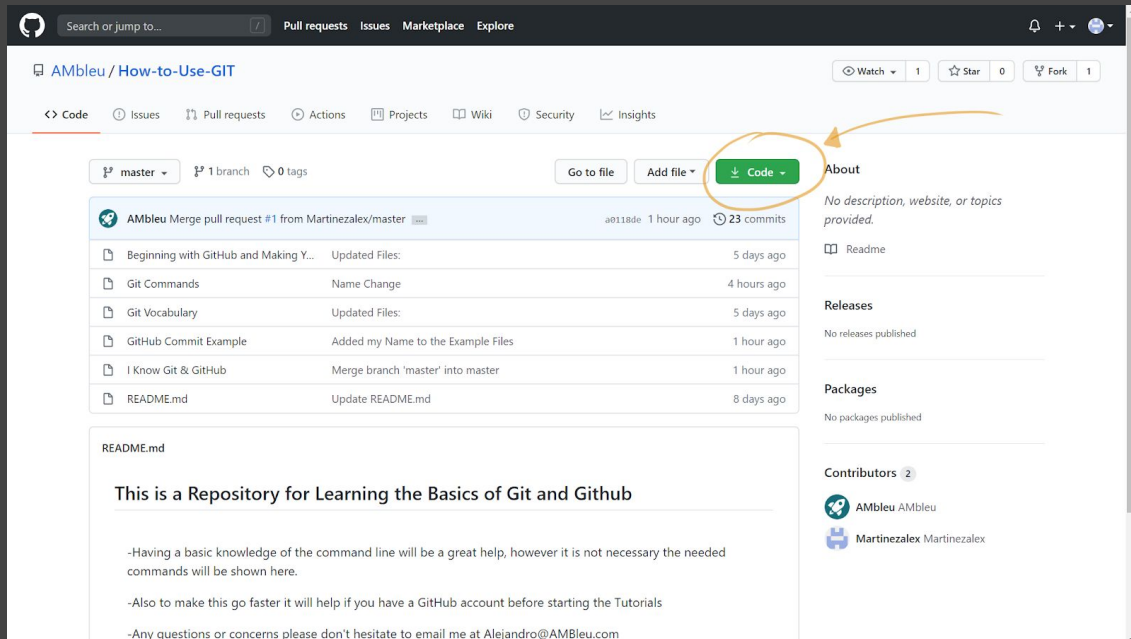 Search or jump to... /
Pull requests Issues Marketplace Explore
AMbleu / How-to-Use-GIT
Watch 1 Star 0 Fork 1
Code Issues Pull requests Actions Projects Wiki Security Insights
master 1 branch 0 tags Go to file Add file Code
AMbleu Merge pull request #1 from Martinezalex/master ... a0118de 1 hour ago 23 commits
Beginning with GitHub and Making Y... Updated Files: 5 days ago
Git Commands Name Change 4 hours ago
Git Vocabulary Updated Files: 5 days ago
GitHub Commit Example Added my Name to the Example Files 1 hour ago
I Know Git & GitHub Merge branch 'master' into master 1 hour ago
README.md Update README.md 8 days ago
README.md
This is a Repository for Learning the Basics of Git and Github
-Having a basic knowledge of the command line will be a great help, however it is not necessary the needed
commands will be shown here.
-Also to make this go faster it will help if you have a GitHub account before starting the Tutorials
-Any questions or concerns please don't hesitate to email me at Alejandro@AMBleu.com
About
No description, website, or topics
provided.
Readme
Releases
No releases published
Packages
No packages published
Contributors 2
AMbleu AMbleu
Martinezalex Martinezalex